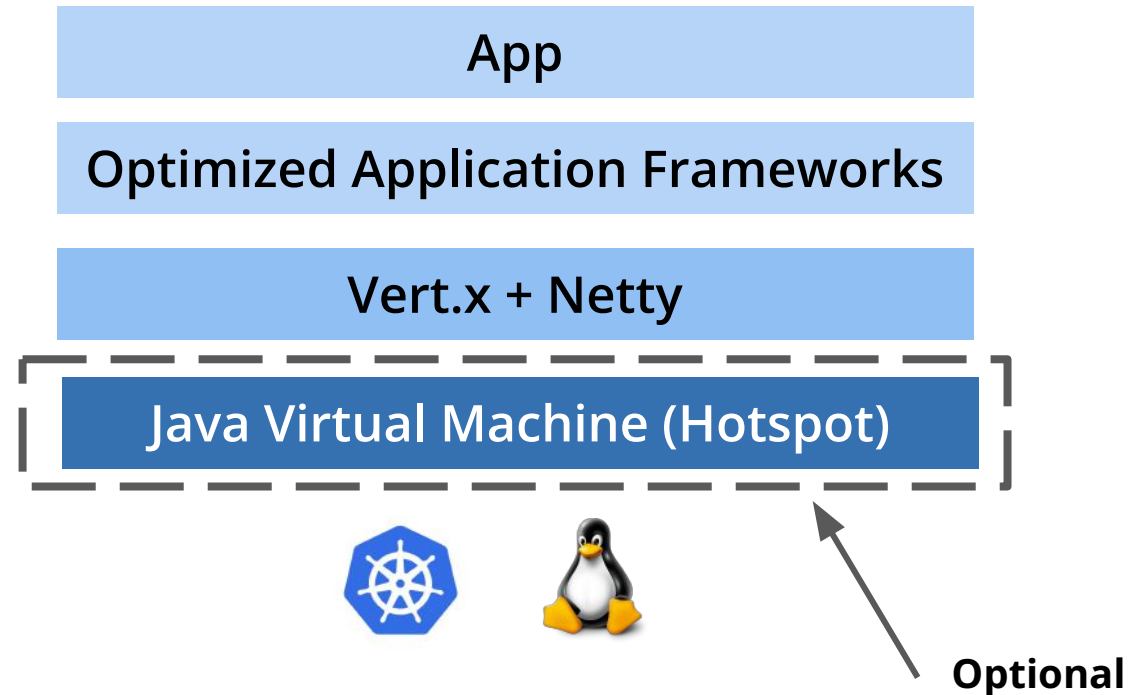 App
Optimized Application Frameworks
Vert.x + Netty
Java Virtual Machine (Hotspot)
Optional